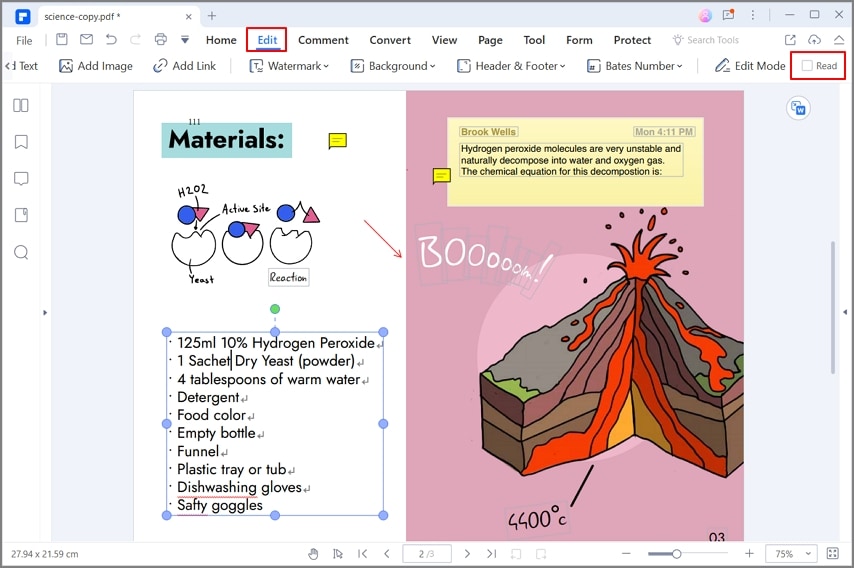 science-copy.pdf *
File
Home
Edit
Comment
Convert
View
Page
Tool
Form
Protect
Search Tools
d Text
Add Image
Add Link
Watermark
Background
Header & Footer
Bates Number
Edit Mode
Read
111
Materials:
H2O2
Active Site
Yeast
Reaction
· 125ml 10% Hydrogen Peroxide
· 1 Sachet Dry Yeast (powder)
· 4 tablespoons of warm water
· Detergent
· Food color
· Empty bottle
· Funnel
· Plastic tray or tub
· Dishwashing gloves
· Safty goggles
Brook Wells
Mon 4:11 PM
Hydrogen peroxide molecules are very unstable and
naturally decompose into water and oxygen gas.
The chemical equation for this decompostion is:
BOOooom!
4400°c
03
27.94 x 21.59 cm
2 /3
75%